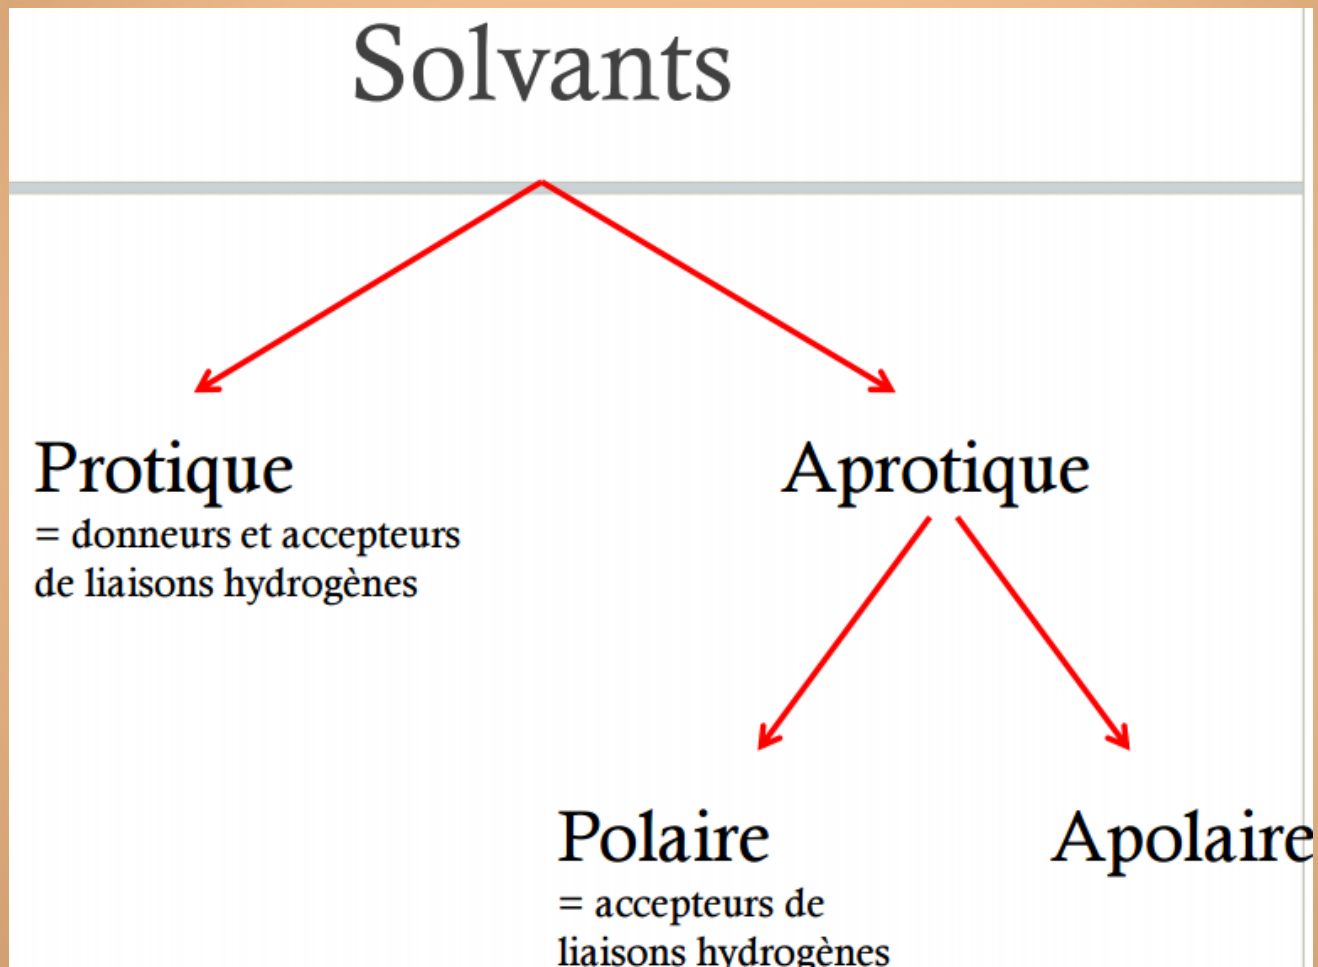 Solvants
Protique
= donneurs et accepteurs
de liaisons hydrogènes
Aprotique
Polaire
= accepteurs de
liaisons hydrogènes
Apolaire